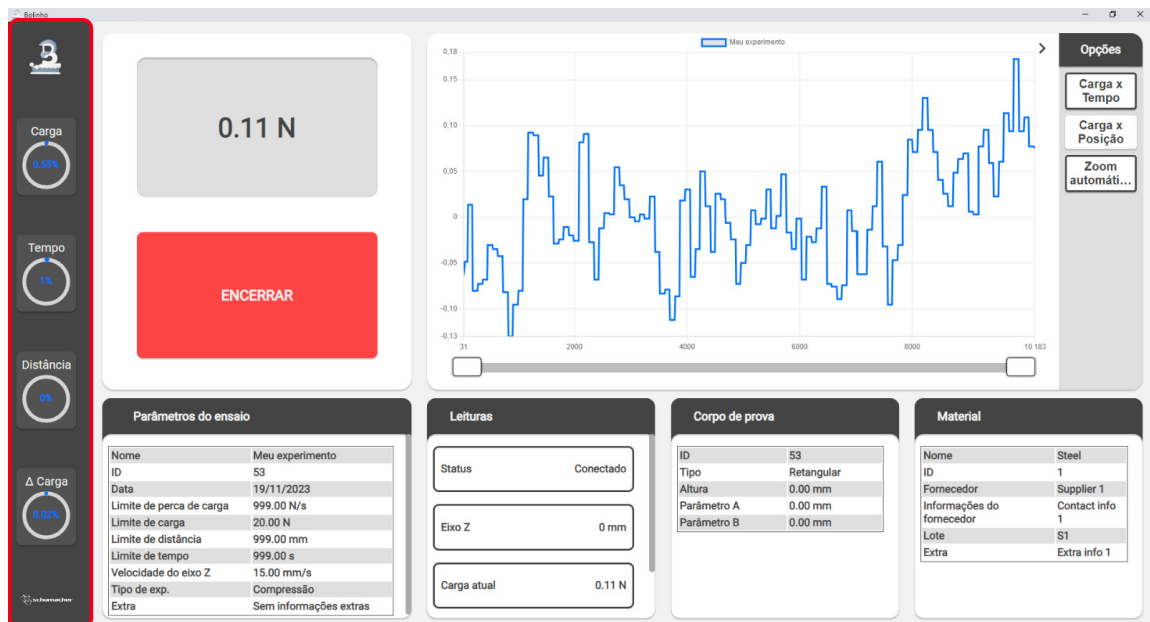 Bolinho
Carga
0.55%
Tempo
1%
Distância
0%
Δ Carga
0.02%
schumacher
0.11 N
ENCERRAR
Meu experimento
0,18
0,15
0,10
0,05
0
-0,05
-0,10
-0,13
31
2000
4000
6000
8000
10 183
Opções
Carga x
Tempo
Carga x
Posição
Zoom
automáti...
Parâmetros do ensaio
Nome Meu experimento
ID 53
Data 19/11/2023
Limite de perca de carga 999.00 N/s
Limite de carga 20.00 N
Limite de distância 999.00 mm
Limite de tempo 999.00 s
Velocidade do eixo Z 15.00 mm/s
Tipo de exp. Compressão
Extra Sem informações extras
Leituras
Status Conectado
Eixo Z 0 mm
Carga atual 0.11 N
Corpo de prova
ID 53
Tipo Retangular
Altura 0.00 mm
Parâmetro A 0.00 mm
Parâmetro B 0.00 mm
Material
Nome Steel
ID 1
Fornecedor Supplier 1
Informações do Contact info
fornecedor 1
Lote S1
Extra Extra info 1